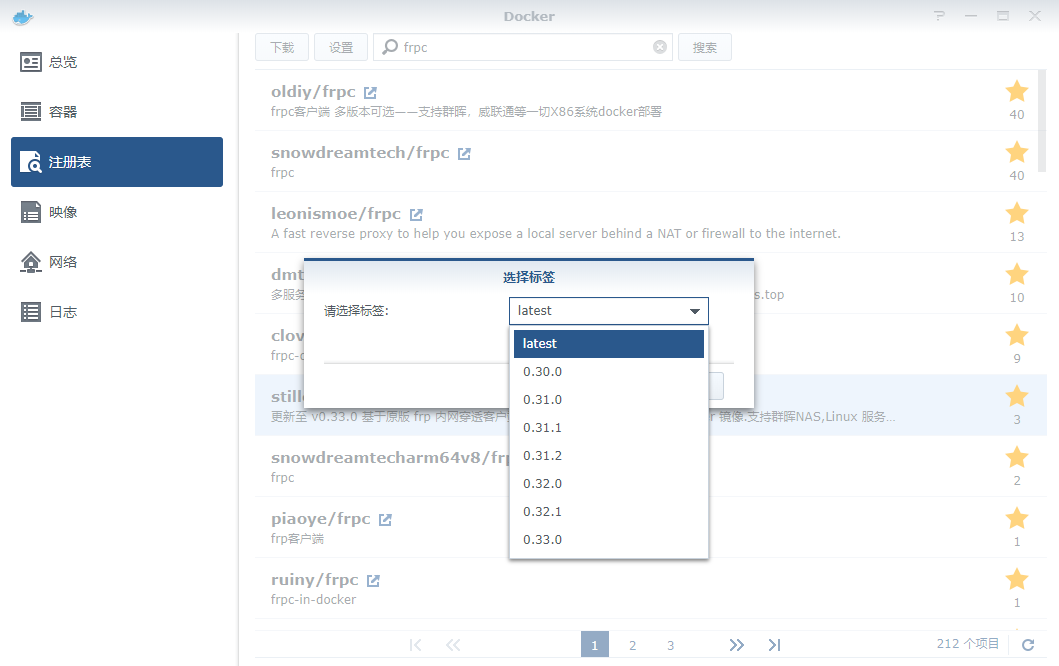 Docker
总览
容器
注册表
映像
网络
日志
下载
设置
frpc
搜索
oldiy/frpc
frpc客户端 多版本可选——支持群晖，威联通等一切X86系统docker部署
40
snowdreamtech/frpc
frpc
40
leonismoe/frpc
A fast reverse proxy to help you expose a local server behind a NAT or firewall to the internet.
13
dmt
多服务 s.top
10
clov
frpc-c
9
still
更新至 v0.33.0 基于原版 frp 内网穿透客户 r 镜像.支持群晖NAS,Linux 服务...
3
snowdreamtecharm64v8/frp
frpc
2
piaoye/frpc
frp客户端
1
ruiny/frpc
frpc-in-docker
1
选择标签
请选择标签:
latest
latest
0.30.0
0.31.0
0.31.1
0.31.2
0.32.0
0.32.1
0.33.0
1 2 3
212 个项目